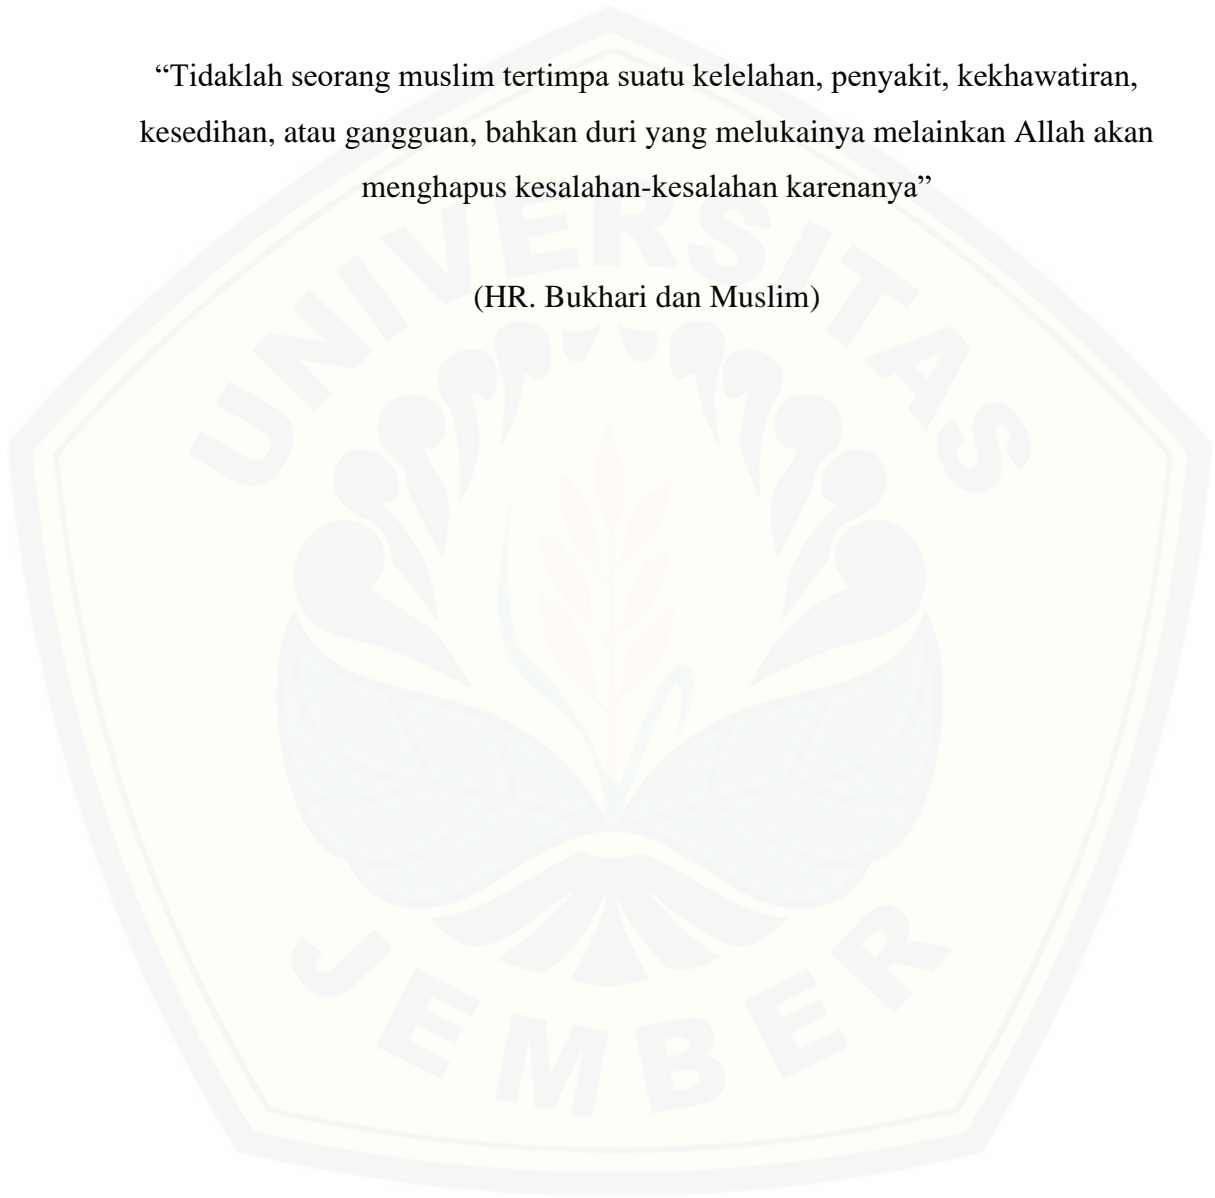 “Tidaklah seorang muslim tertimpa suatu kelelahan, penyakit, kekhawatiran,
kesedihan, atau gangguan, bahkan duri yang melukainya melainkan Allah akan
menghapus kesalahan-kesalahan karenanya”
(HR. Bukhari dan Muslim)
UNIVERSITAS
JEMBER